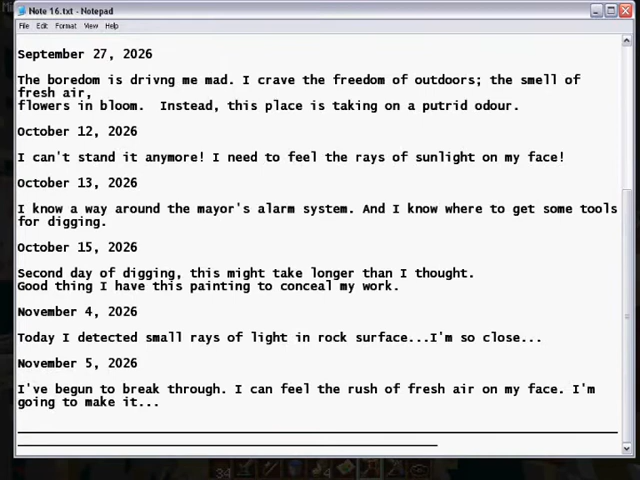 Note 16.txt - Notepad
File Edit Format View Help
September 27, 2026
The boredom is drivng me mad. I crave the freedom of outdoors; the smell of
fresh air,
flowers in bloom.  Instead, this place is taking on a putrid odour.
October 12, 2026
I can't stand it anymore! I need to feel the rays of sunlight on my face!
October 13, 2026
I know a way around the mayor's alarm system. And I know where to get some tools
for digging.
October 15, 2026
Second day of digging, this might take longer than I thought.
Good thing I have this painting to conceal my work.
November 4, 2026
Today I detected small rays of light in rock surface...I'm so close...
November 5, 2026
I've begun to break through. I can feel the rush of fresh air on my face. I'm
going to make it...